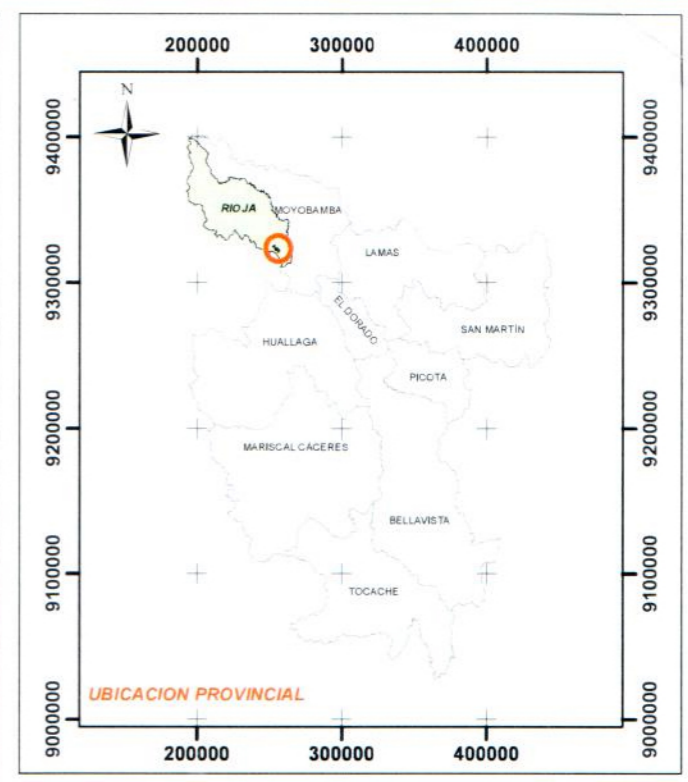 200000 300000 400000
N
9400000 9400000
RIOJA MOYOBAMBA
LAMAS
9300000 9300000
EL DORADO
SAN MARTÍN
HUALLAGA
PICOTA
9200000 9200000
MARISCAL CÁCERES
BELLAVISTA
9100000 9100000
TOCACHE
UBICACION PROVINCIAL
9000000 9000000
200000 300000 400000